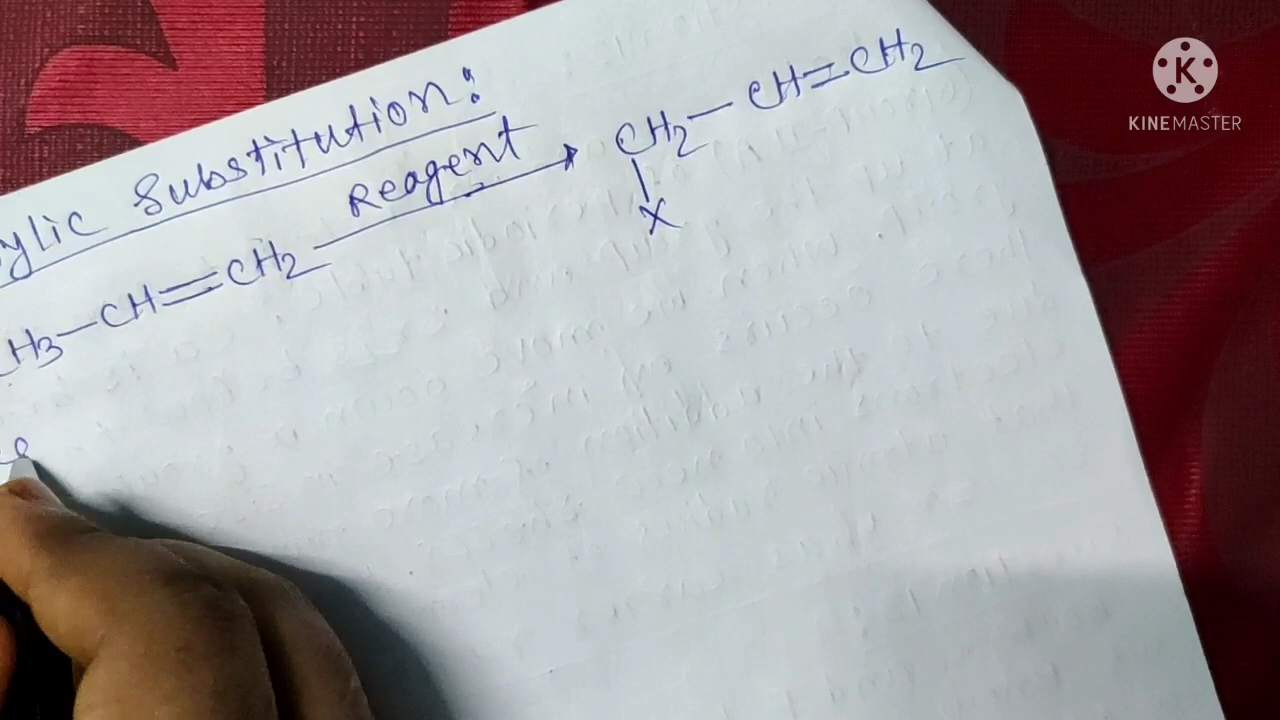 ylic Substitution:
H3-CH=CH2 Reagent → CH2-CH=CH2
X
KINEMASTER